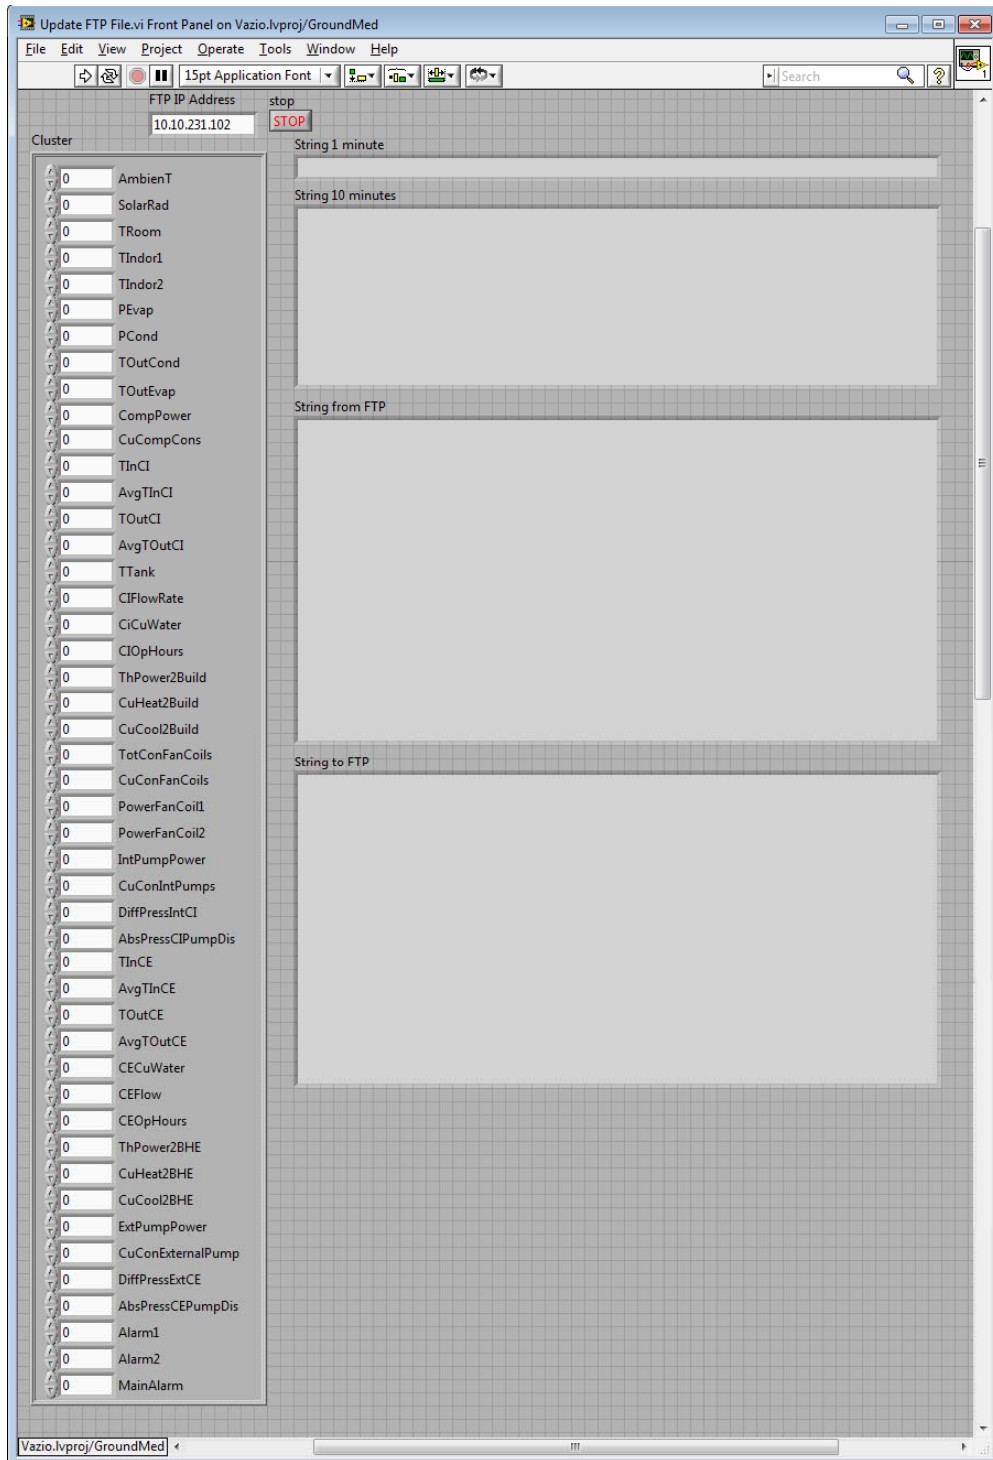 Update FTP File.vi Front Panel on Vazio.lvproj/GroundMed
File Edit View Project Operate Tools Window Help
15pt Application Font Search
1
FTP IP Address stop
10.10.231.102 STOP
Cluster
0 AmbienT
0 SolarRad
0 TRoom
0 TIndor1
0 TIndor2
0 PEvap
0 PCond
0 TOutCond
0 TOutEvap
0 CompPower
0 CuCompCons
0 TInCI
0 AvgTInCI
0 TOutCI
0 AvgTOutCI
0 TTank
0 CIFlowRate
0 CiCuWater
0 CIOpHours
0 ThPower2Build
0 CuHeat2Build
0 CuCool2Build
0 TotConFanCoils
0 CuConFanCoils
0 PowerFanCoil1
0 PowerFanCoil2
0 IntPumpPower
0 CuConIntPumps
0 DiffPressIntCI
0 AbsPressCIPumpDis
0 TInCE
0 AvgTInCE
0 TOutCE
0 AvgTOutCE
0 CECuWater
0 CEFlow
0 CEOpHours
0 ThPower2BHE
0 CuHeat2BHE
0 CuCool2BHE
0 ExtPumpPower
0 CuConExternalPump
0 DiffPressExtCE
0 AbsPressCEPumpDis
0 Alarm1
0 Alarm2
0 MainAlarm
String 1 minute
String 10 minutes
String from FTP
String to FTP
Vazio.lvproj/GroundMed